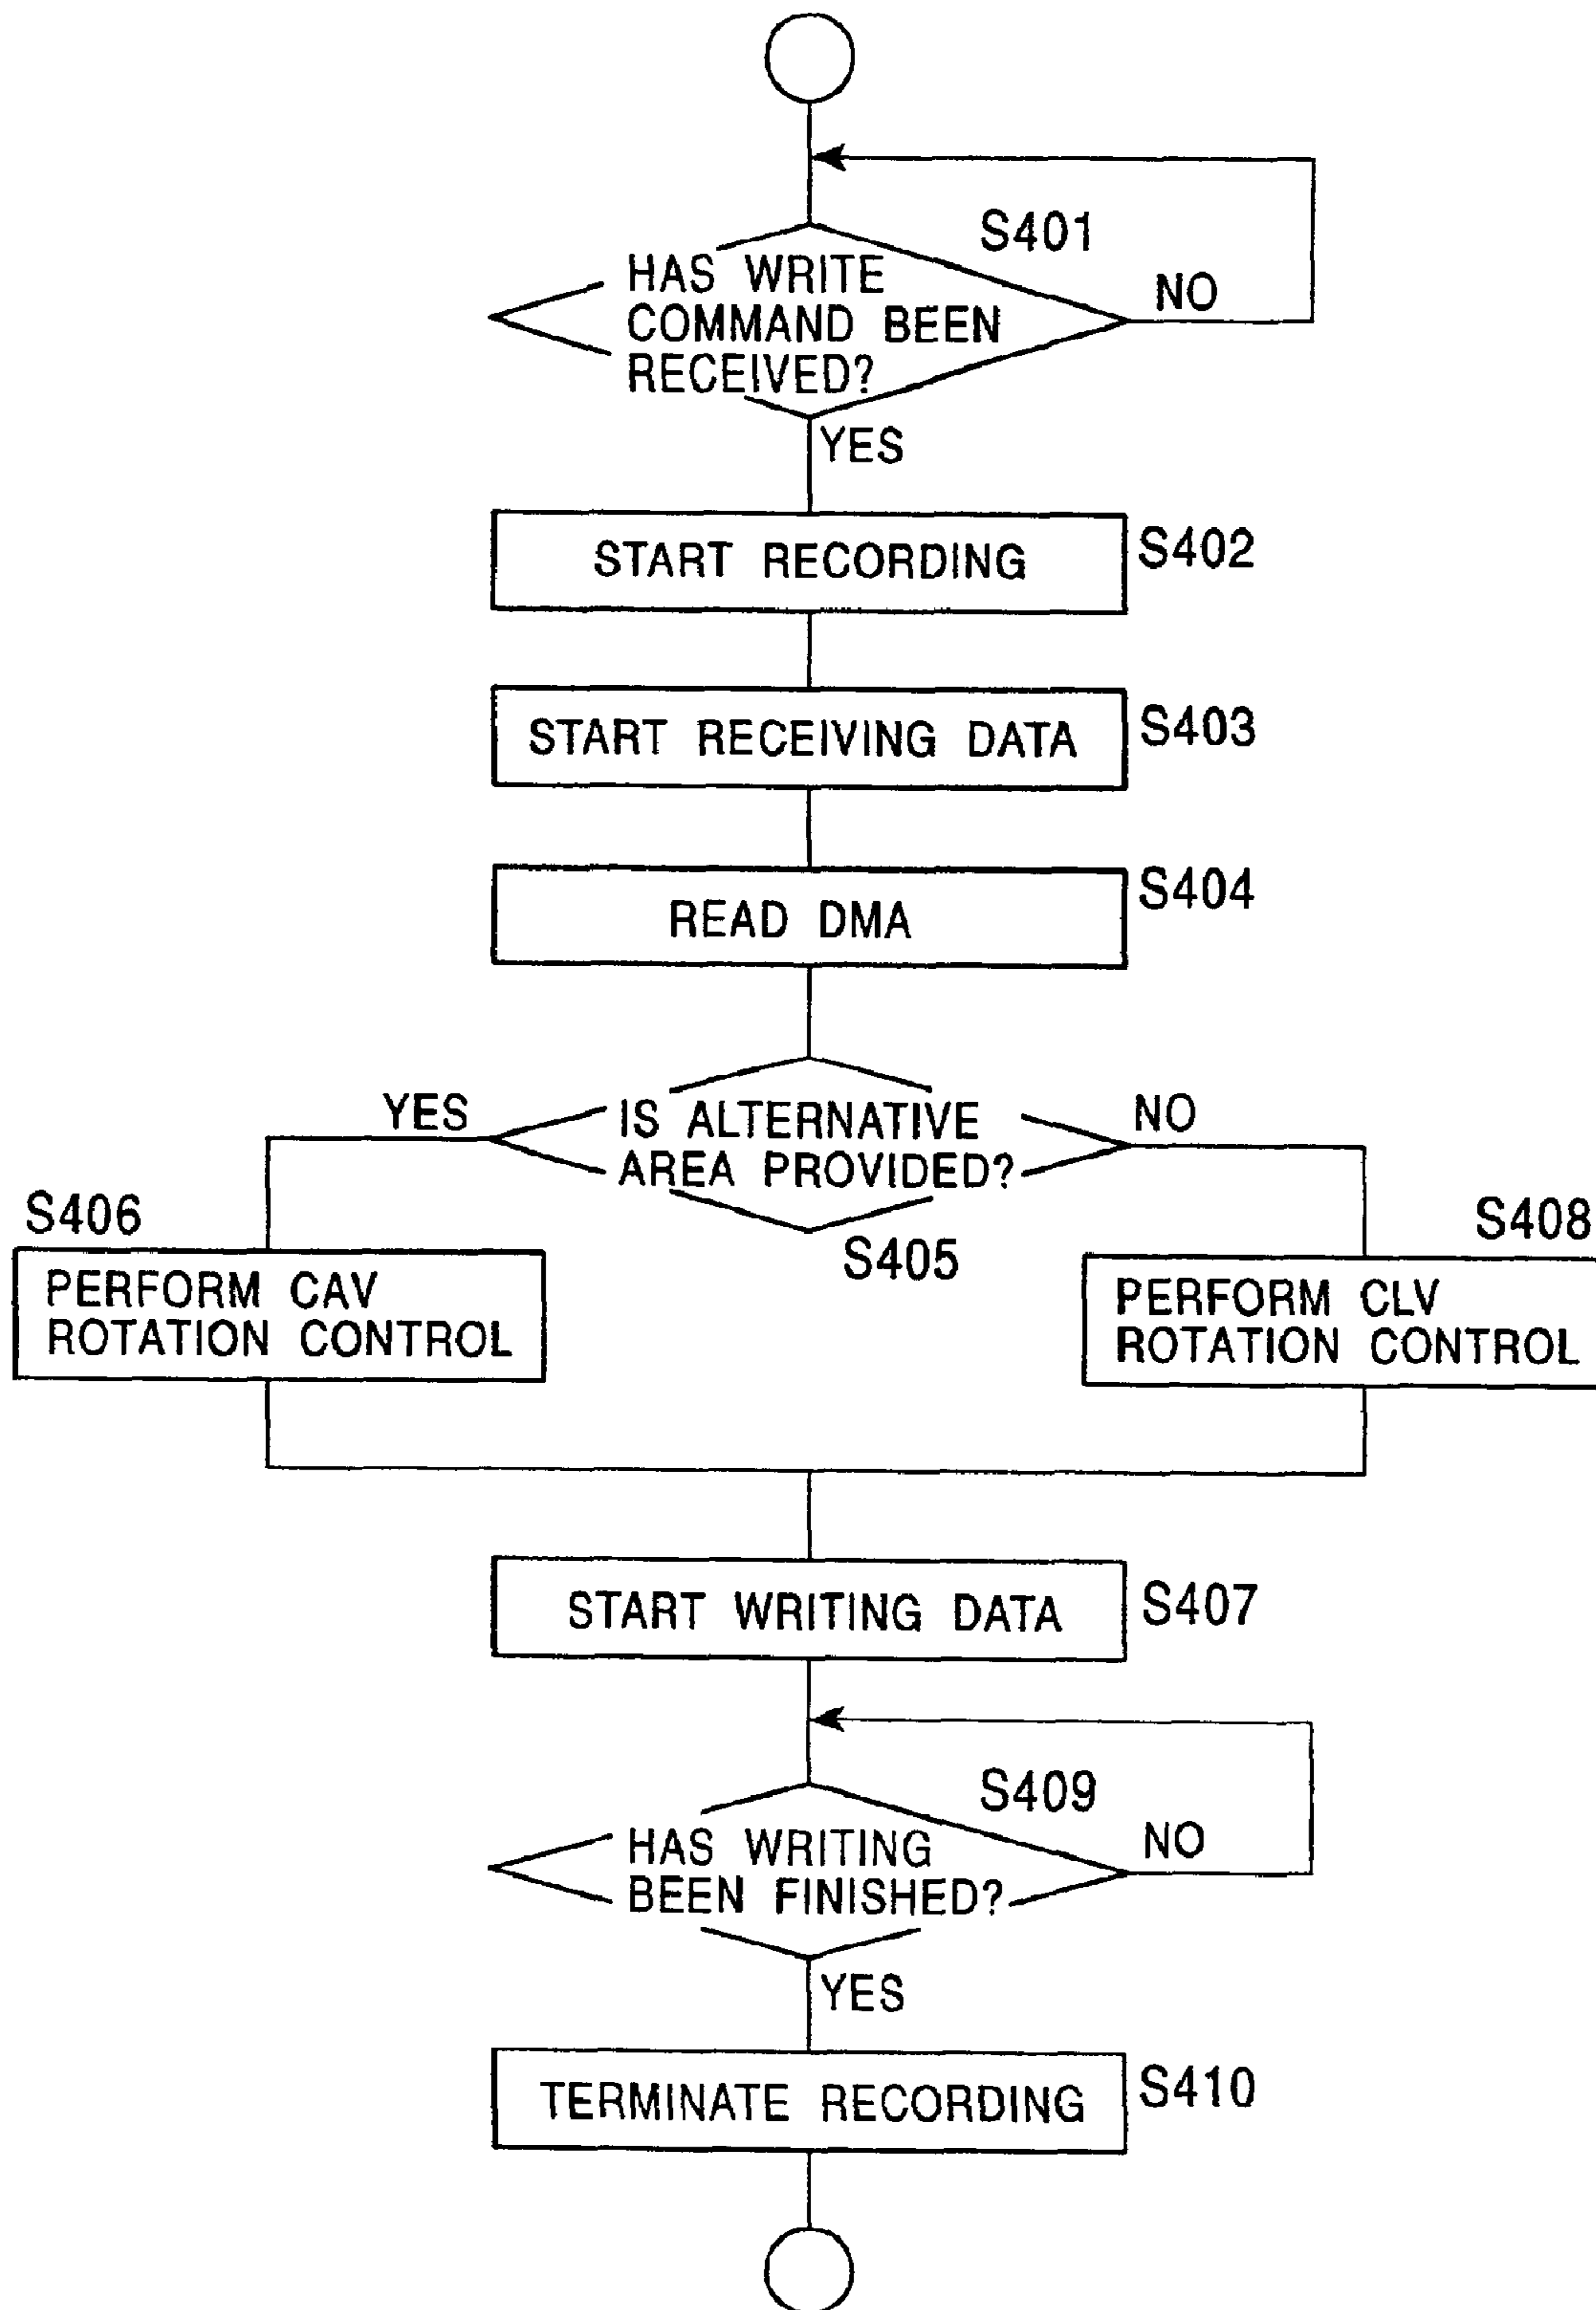 S401
HAS WRITE
COMMAND BEEN
RECEIVED?
NO
YES
START RECORDING
S402
START RECEIVING DATA
S403
READ DMA
S404
YES
IS ALTERNATIVE
AREA PROVIDED?
NO
S405
S406
PERFORM CAV
ROTATION CONTROL
S408
PERFORM CLV
ROTATION CONTROL
START WRITING DATA
S407
S409
HAS WRITING
BEEN FINISHED?
NO
YES
TERMINATE RECORDING
S410